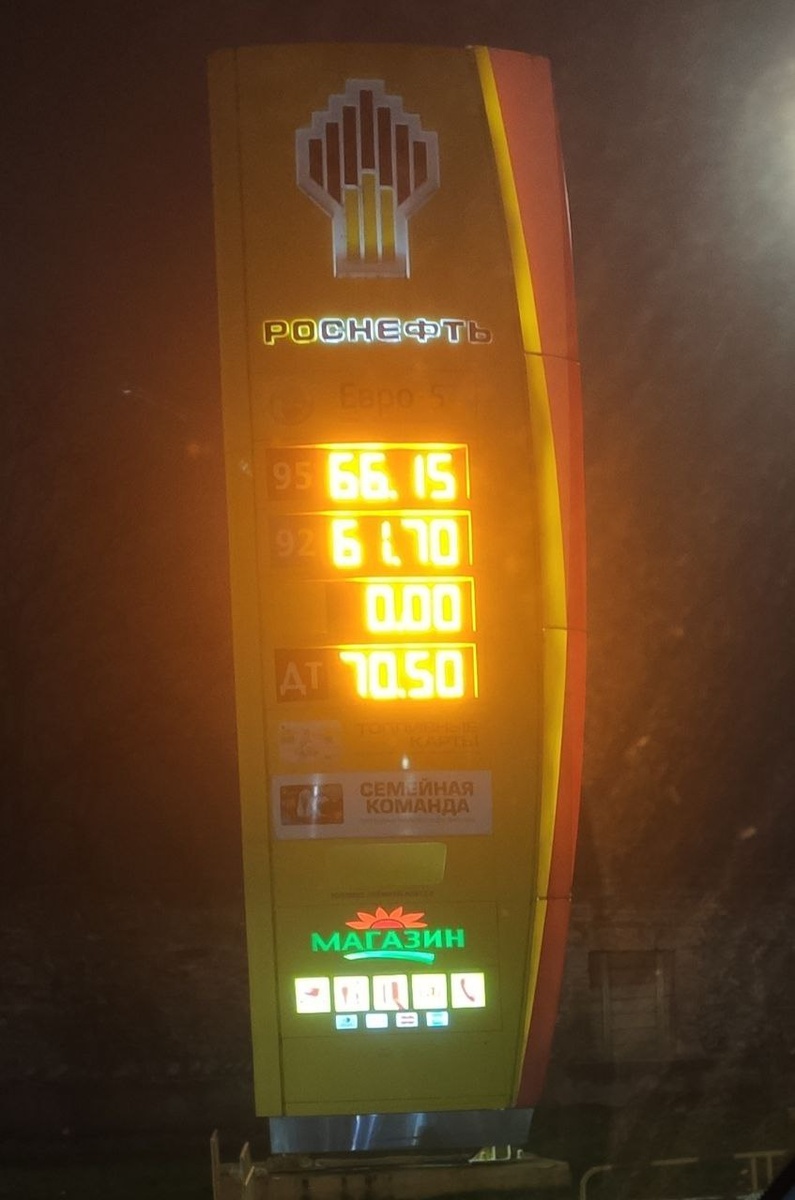 РОСНЕФТЬ
Евро 5
95 66.15
92 61.70
0.00
ДТ 70.50
ТОПЛИВНЫЕ
КАРТЫ
СЕМЕЙНАЯ
КОМАНДА
МАГАЗИН